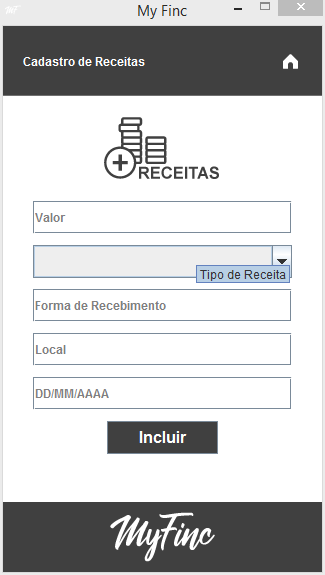 My Finc
Cadastro de Receitas
RECEITAS
Valor
Tipo de Receita
Forma de Recebimento
Local
DD/MM/AAAA
Incluir
MyFinc